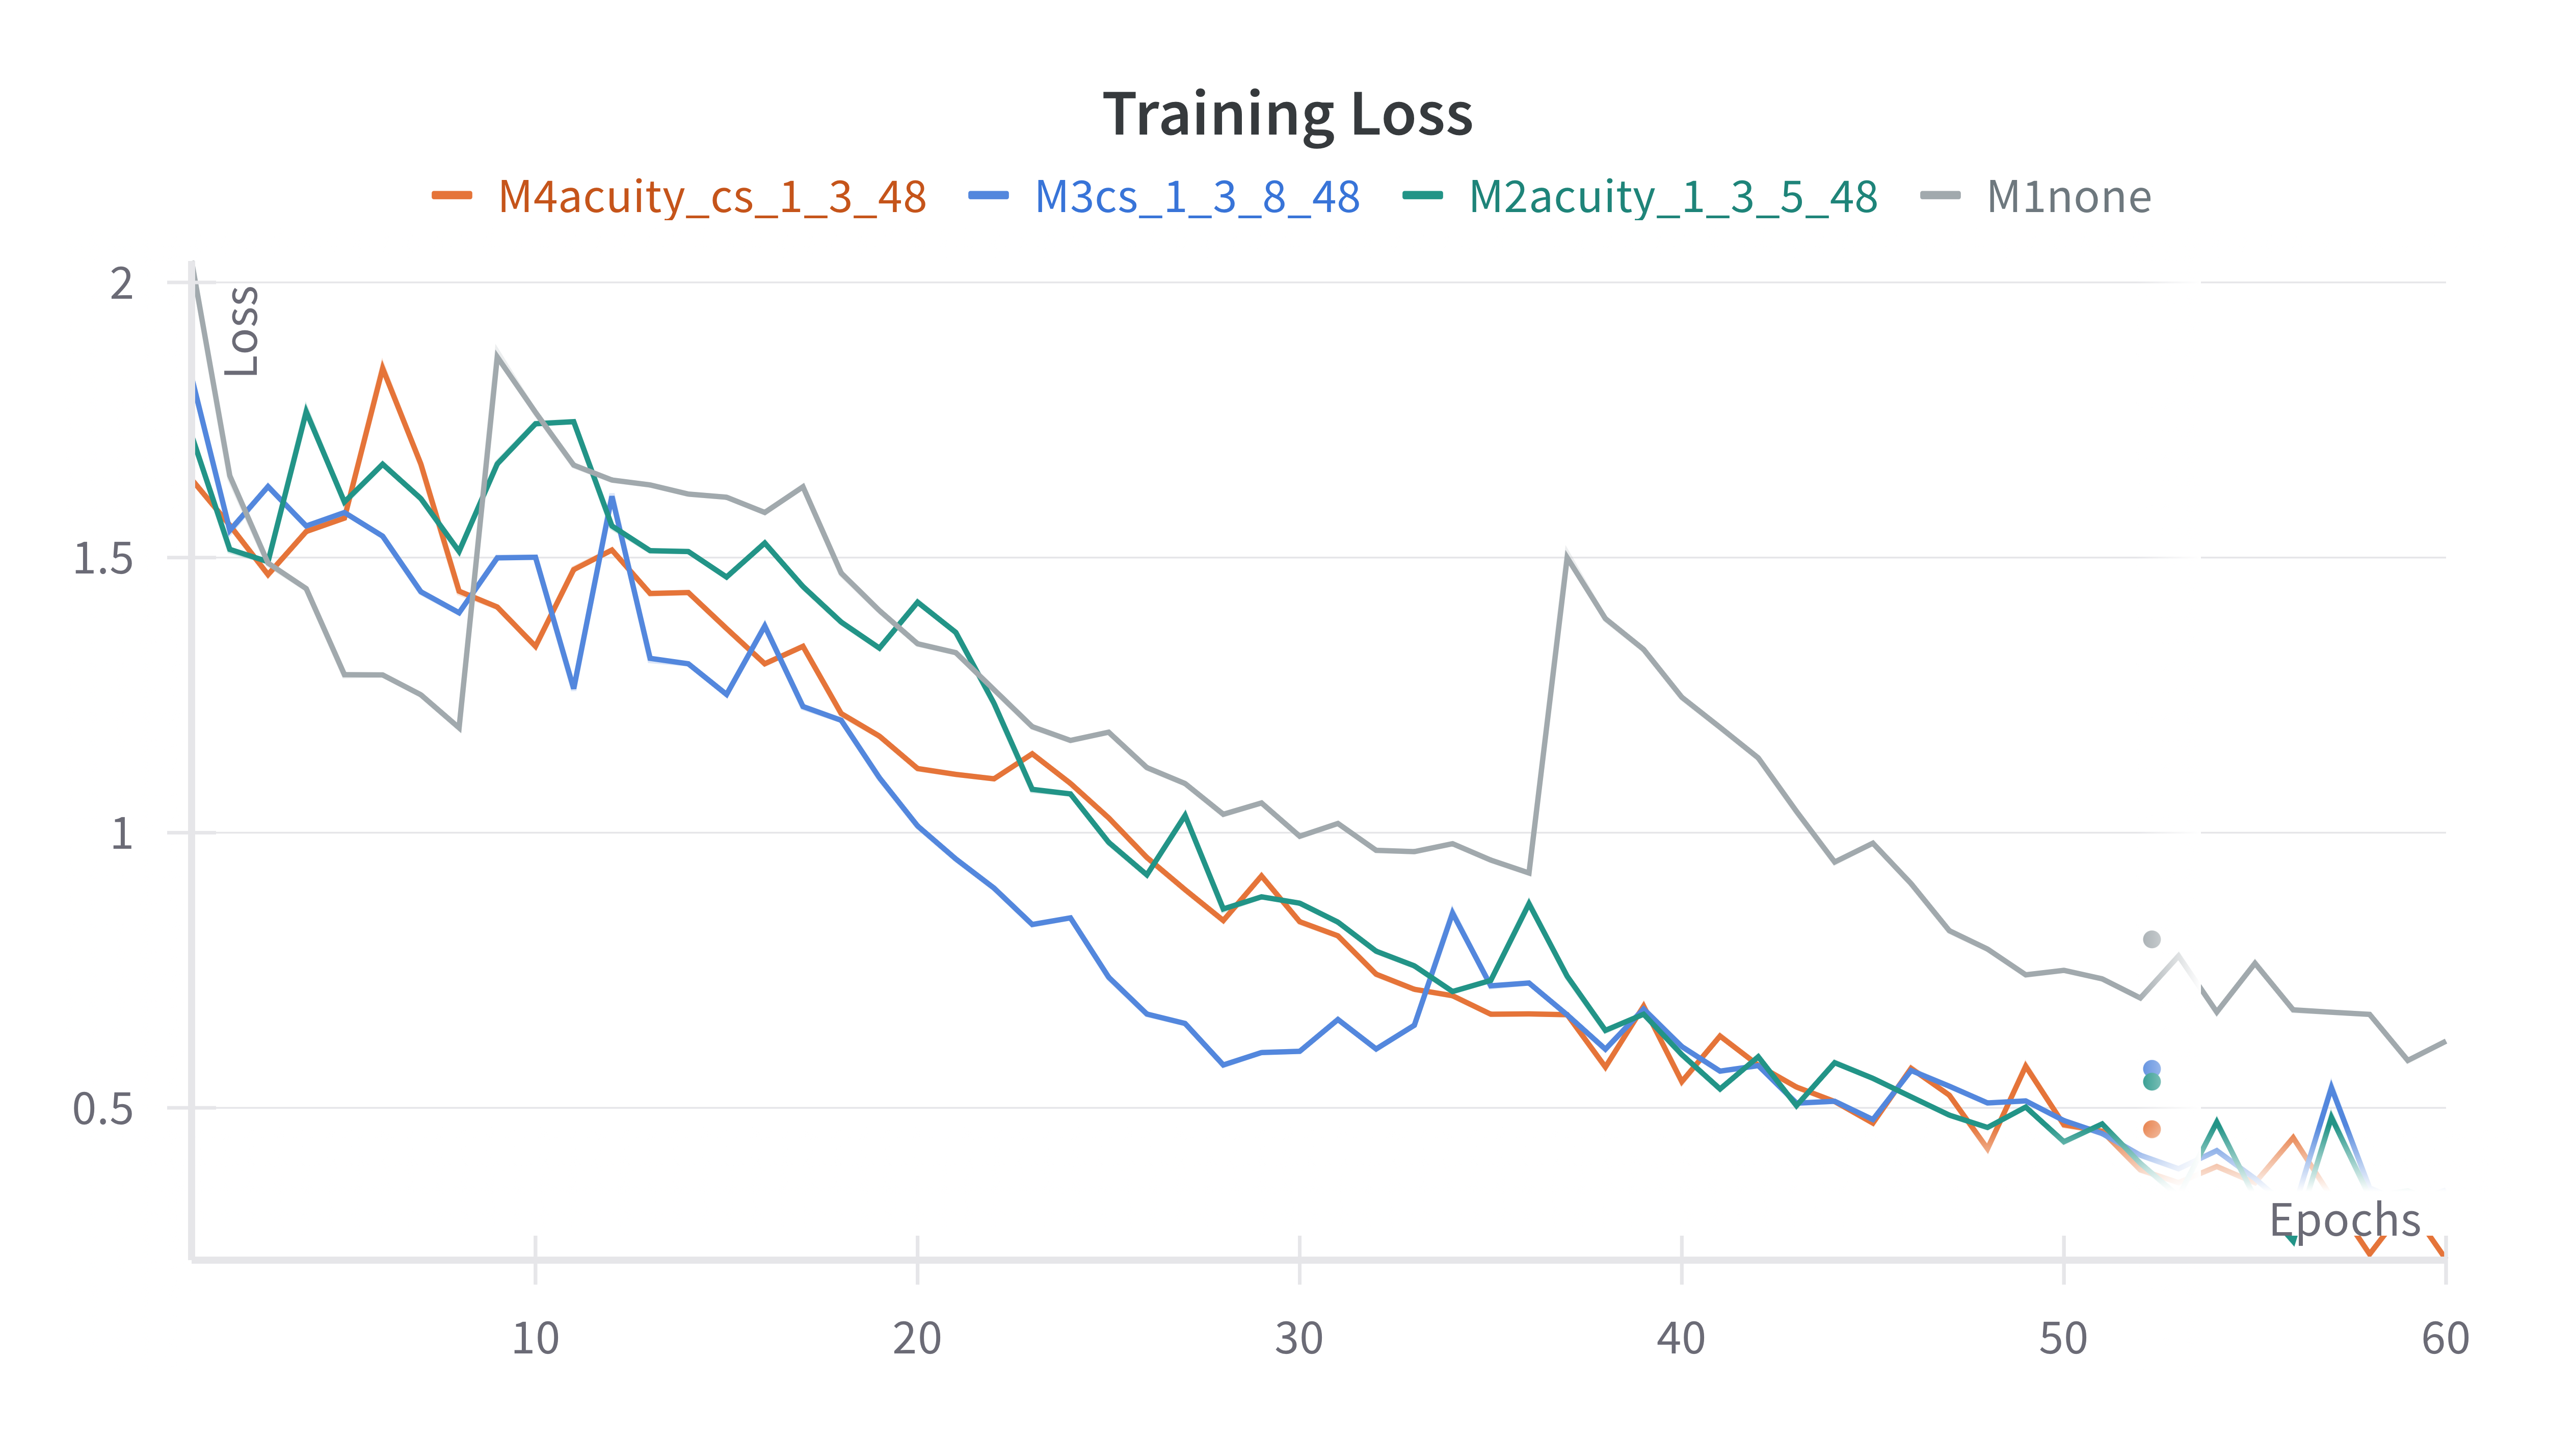 Training Loss
M4acuity_cs_1_3_48 M3cs_1_3_8_48 M2acuity_1_3_5_48 M1none
Loss
2
1.5
1
0.5
Epochs
10 20 30 40 50 60